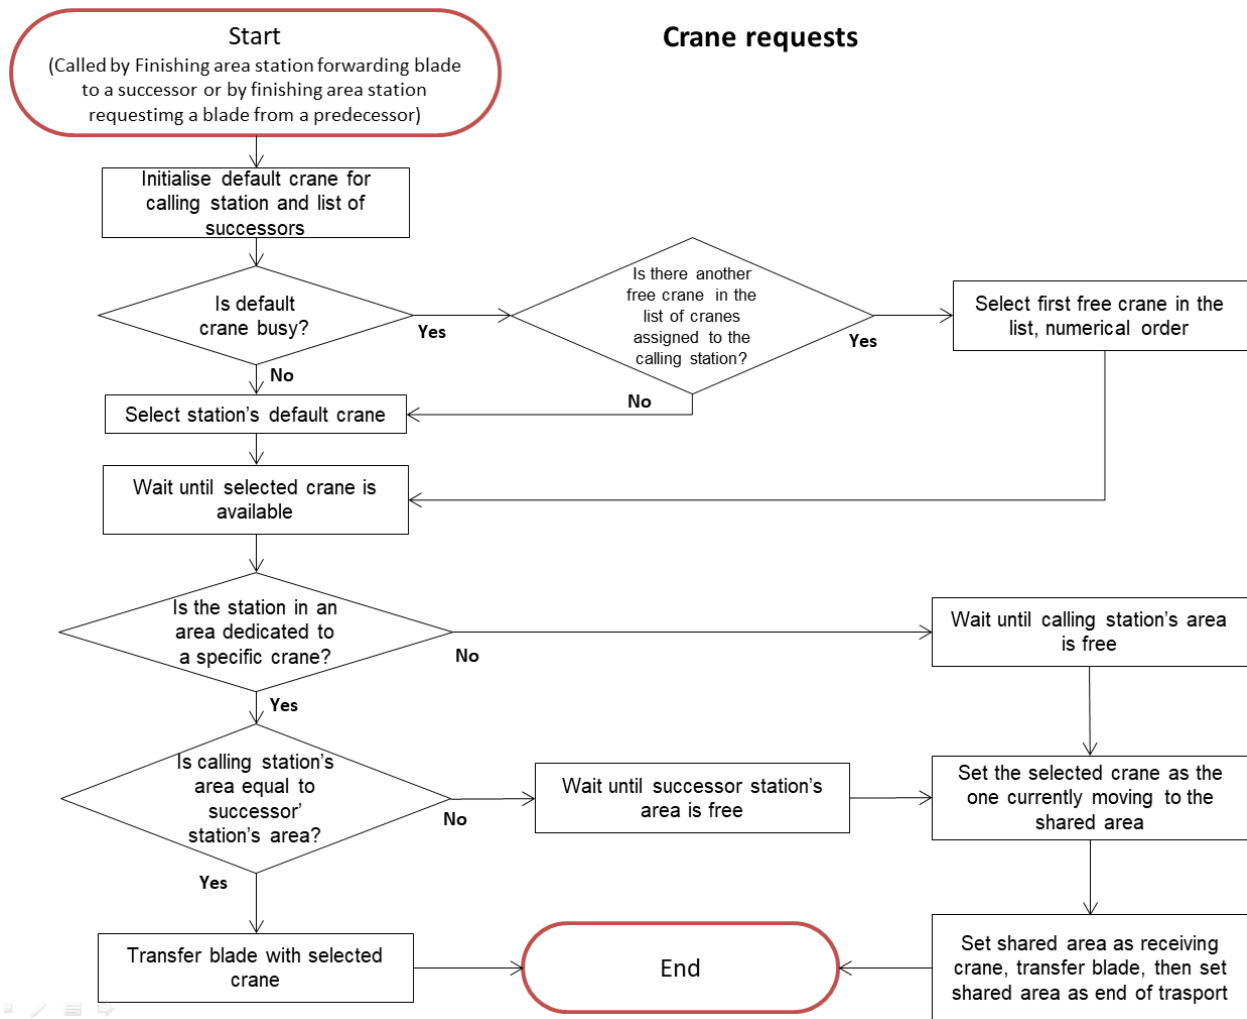 Crane requests
Start
(Called by Finishing area station forwarding blade
to a successor or by finishing area station
requestimg a blade from a predecessor)
Initialise default crane for
calling station and list of
successors
Is default
crane busy?
Yes
No
Is there another
free crane in the
list of cranes
assigned to the
calling station?
Yes
No
Select first free crane in the
list, numerical order
Select station's default crane
Wait until selected crane is
available
Is the station in an
area dedicated to
a specific crane?
No
Yes
Wait until calling station's area
is free
Is calling station's
area equal to
successor'
station's area?
No
Yes
Wait until successor station's
area is free
Set the selected crane as the
one currently moving to the
shared area
Transfer blade with selected
crane
End
Set shared area as receiving
crane, transfer blade, then set
shared area as end of trasport